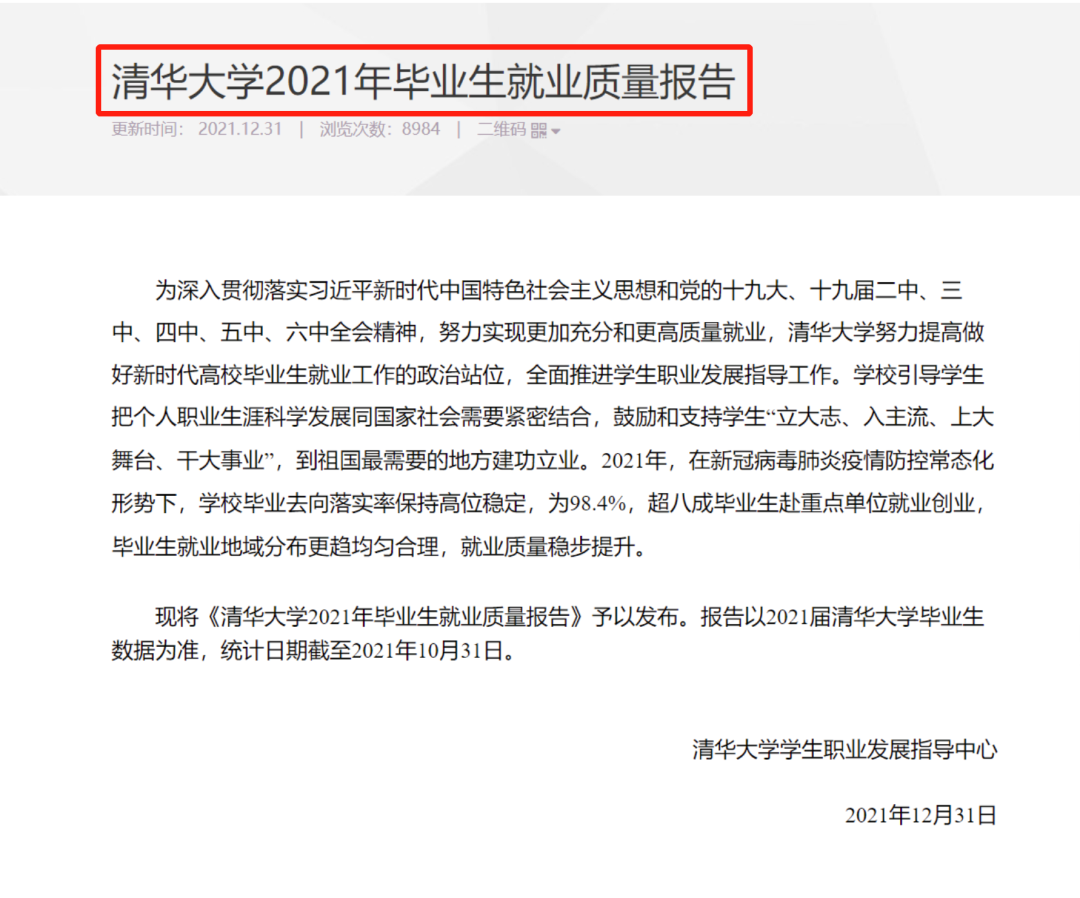 清华大学2021年毕业生就业质量报告
更新时间： 2021.12.31 | 浏览次数：8984 | 二维码
为深入贯彻落实习近平新时代中国特色社会主义思想和党的十九大、十九届二中、三
中、四中、五中、六中全会精神，努力实现更加充分和更高质量就业，清华大学努力提高做
好新时代高校毕业生就业工作的政治站位，全面推进学生职业发展指导工作。学校引导学生
把个人职业生涯科学发展同国家社会需要紧密结合，鼓励和支持学生“立大志、入主流、上大
舞台、干大事业”，到祖国最需要的地方建功立业。2021年，在新冠病毒肺炎疫情防控常态化
形势下，学校毕业去向落实率保持高位稳定，为98.4%，超八成毕业生赴重点单位就业创业，
毕业生就业地域分布更趋均匀合理，就业质量稳步提升。
现将《清华大学2021年毕业生就业质量报告》予以发布。报告以2021届清华大学毕业生
数据为准，统计日期截至2021年10月31日。
清华大学学生职业发展指导中心
2021年12月31日